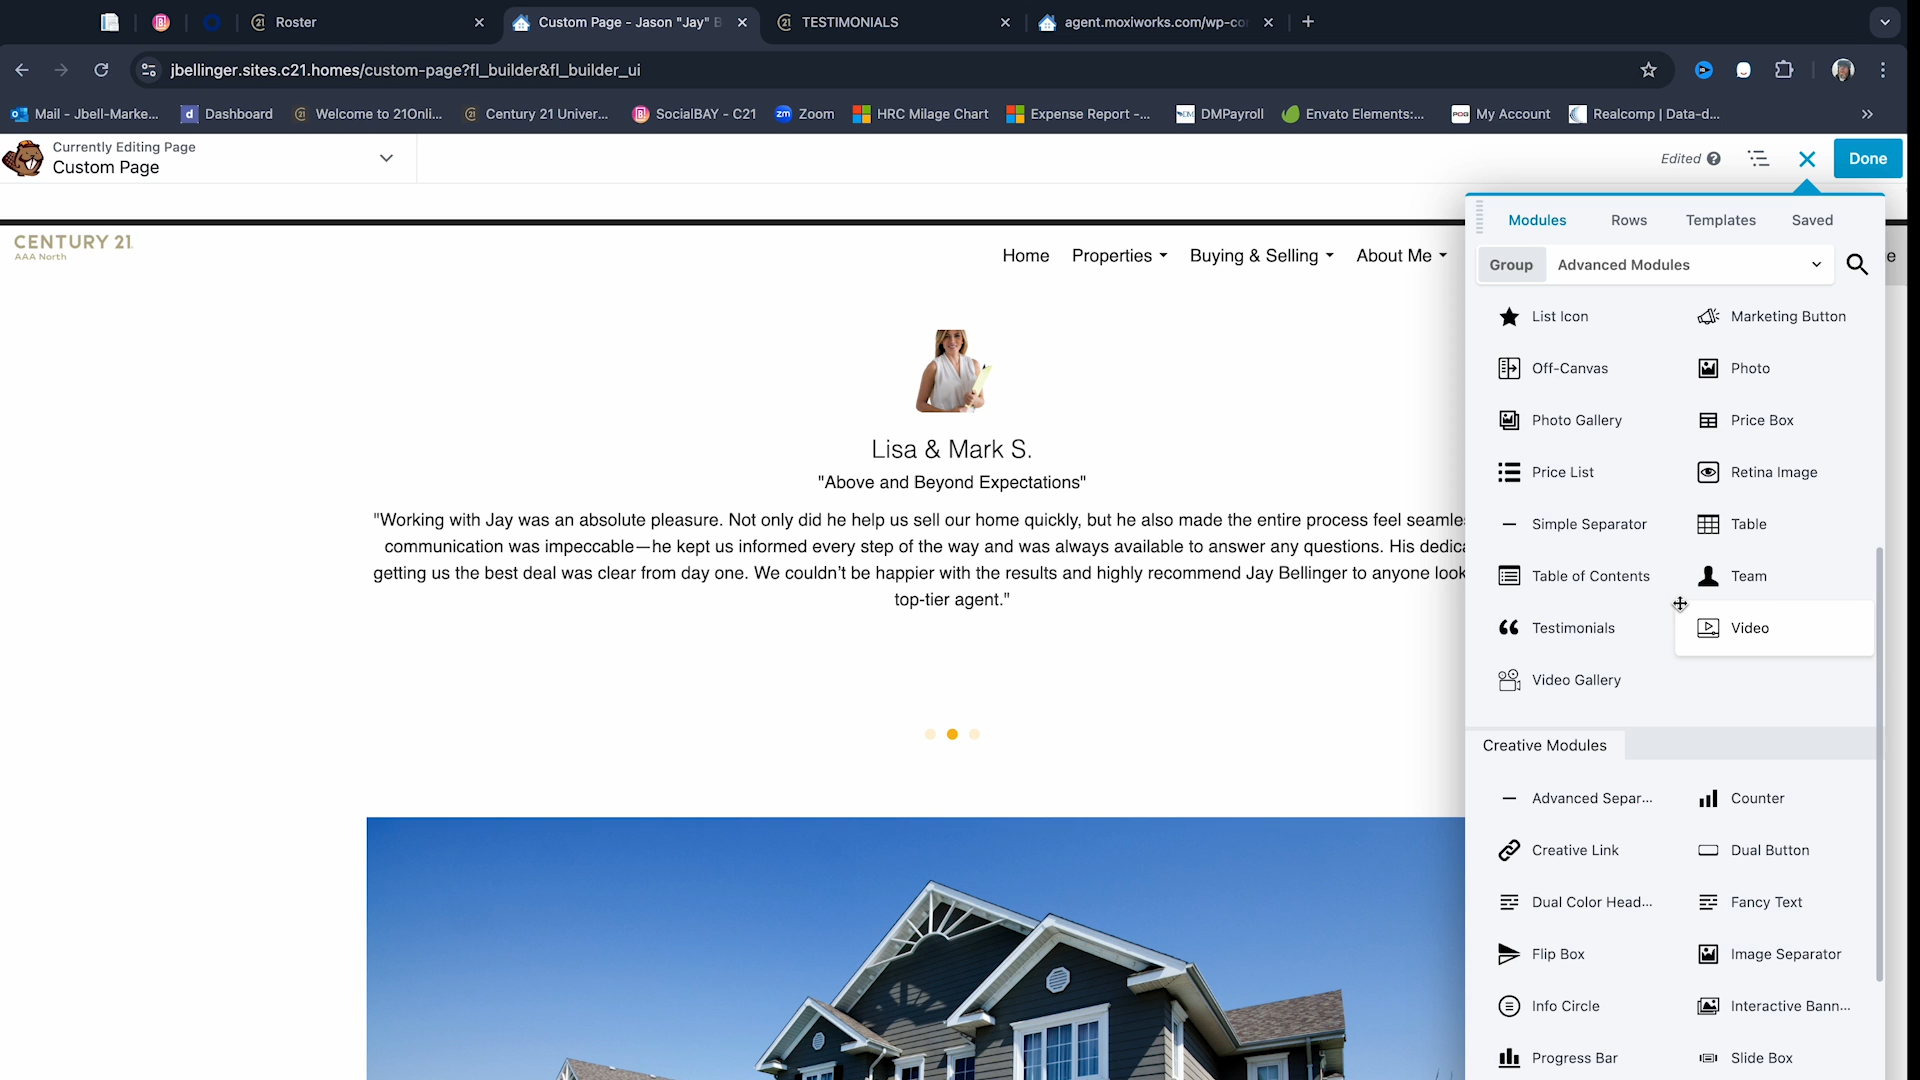 Roster
Custom Page - Jason "Jay" B
TESTIMONIALS
agent.moxiworks.com/wp-co
jbellinger.sites.c21.homes/custom-page?fl_builder&fl_builder_ui
Mail - Jbell-Marke...
Dashboard
Welcome to 21Onli...
Century 21 Univer...
SocialBAY - C21
Zoom
HRC Milage Chart
Expense Report -...
DMPayroll
Envato Elements:...
My Account
Realcomp | Data-d...
Currently Editing Page
Custom Page
Edited
Done
CENTURY 21
AAA North
Home
Properties
Buying & Selling
About Me
e
Modules
Rows
Templates
Saved
Group
Advanced Modules
List Icon
Marketing Button
Off-Canvas
Photo
Photo Gallery
Price Box
Price List
Retina Image
Simple Separator
Table
Table of Contents
Team
Testimonials
Video
Video Gallery
Creative Modules
Advanced Separ...
Counter
Creative Link
Dual Button
Dual Color Head...
Fancy Text
Flip Box
Image Separator
Info Circle
Interactive Bann...
Progress Bar
Slide Box
Lisa & Mark S.
"Above and Beyond Expectations"
"Working with Jay was an absolute pleasure. Not only did he help us sell our home quickly, but he also made the entire process feel seamle
communication was impeccable—he kept us informed every step of the way and was always available to answer any questions. His dedica
getting us the best deal was clear from day one. We couldn't be happier with the results and highly recommend Jay Bellinger to anyone look
top-tier agent."